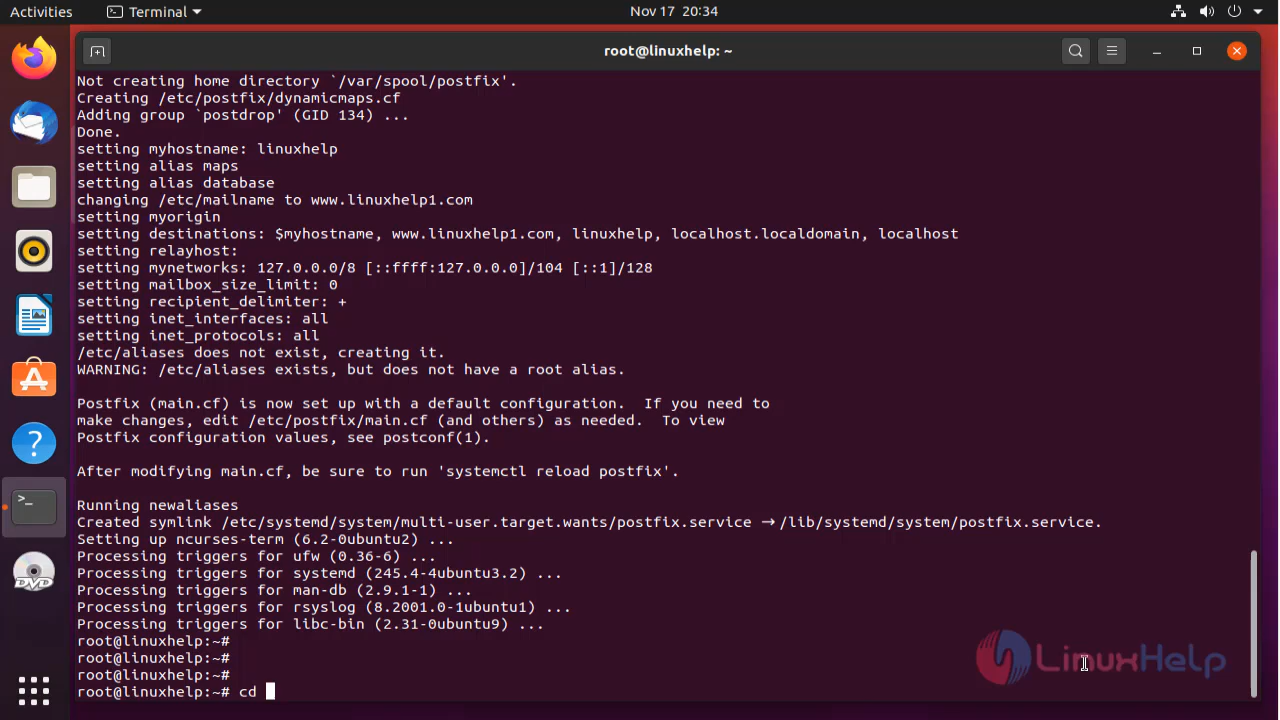 Activities
Terminal
Nov 17 20:34
root@linuxhelp: ~
Not creating home directory `/var/spool/postfix'.
Creating /etc/postfix/dynamicmaps.cf
Adding group `postdrop' (GID 134) ...
Done.
setting myhostname: linuxhelp
setting alias maps
setting alias database
changing /etc/mailname to www.linuxhelp1.com
setting myorigin
setting destinations: $myhostname, www.linuxhelp1.com, linuxhelp, localhost.localdomain, localhost
setting relayhost:
setting mynetworks: 127.0.0.0/8 [::ffff:127.0.0.0]/104 [::1]/128
setting mailbox_size_limit: 0
setting recipient_delimiter: +
setting inet_interfaces: all
setting inet_protocols: all
/etc/aliases does not exist, creating it.
WARNING: /etc/aliases exists, but does not have a root alias.
Postfix (main.cf) is now set up with a default configuration.  If you need to
make changes, edit /etc/postfix/main.cf (and others) as needed.  To view
Postfix configuration values, see postconf(1).
After modifying main.cf, be sure to run 'systemctl reload postfix'.
Running newaliases
Created symlink /etc/systemd/system/multi-user.target.wants/postfix.service → /lib/systemd/system/postfix.service.
Setting up ncurses-term (6.2-0ubuntu2) ...
Processing triggers for ufw (0.36-6) ...
Processing triggers for systemd (245.4-4ubuntu3.2) ...
Processing triggers for man-db (2.9.1-1) ...
Processing triggers for rsyslog (8.2001.0-1ubuntu1) ...
Processing triggers for libc-bin (2.31-0ubuntu9) ...
root@linuxhelp:~#
root@linuxhelp:~#
root@linuxhelp:~#
root@linuxhelp:~# cd
LinuxHelp
DVD